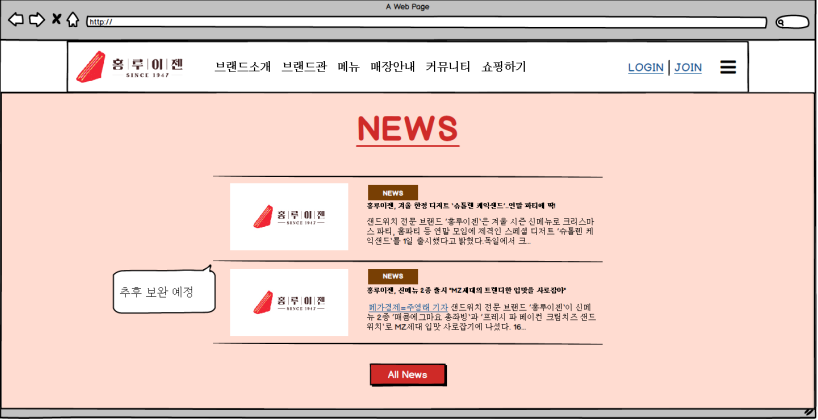 A Web Page
http://
홍루이젠
SINCE 1947
브랜드소개 브랜드관 메뉴 매장안내 커뮤니티 쇼핑하기
LOGIN | JOIN
NEWS
홍루이젠
SINCE 1947
NEWS
홍루이젠, 겨울 한정 디저트 '슈톨렌 케익샌드'..연말 파티에 딱!
샌드위치 전문 브랜드 '홍루이젠'은 겨울 시즌 신메뉴로 크리스마
스 파티, 홈파티 등 연말 모임에 제격인 스페셜 디저트 '슈톨렌 케
익샌드'를 1일 출시했다고 밝혔다.독일에서 크...
추후 보완 예정
홍루이젠
SINCE 1947
NEWS
홍루이젠, 신메뉴 2종 출시 "MZ세대의 트렌디한 입맛을 사로잡아"
메가경제=주영래 기자 샌드위치 전문 브랜드 '홍루이젠'이 신메
뉴 2종 '매콤에그마요 홍좌빙'과 '프레시 파 베이컨 크림치즈 샌드
위치'로 MZ세대 입맛 사로잡기에 나섰다. 16...
All News